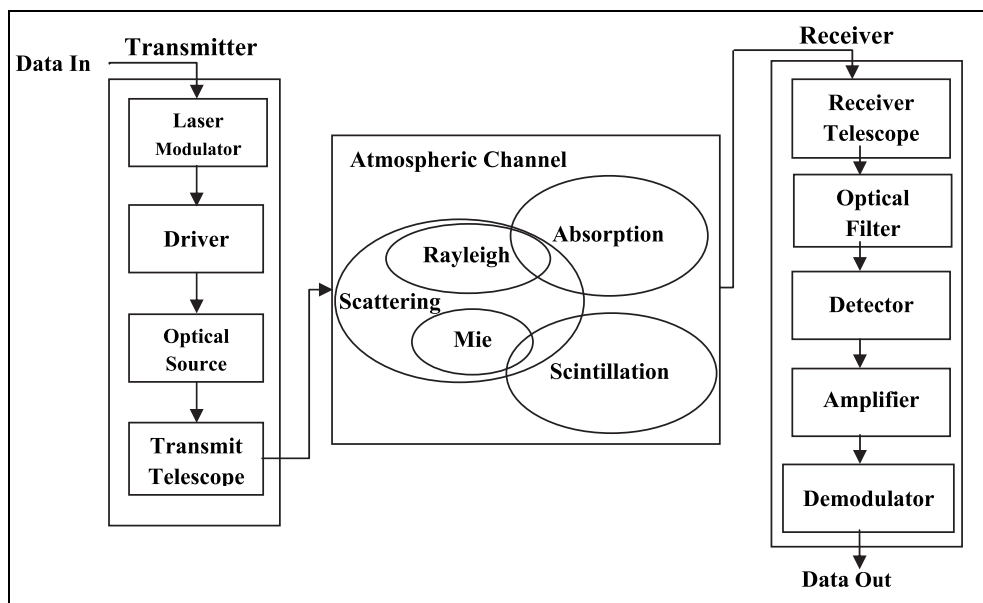 Transmitter
Data In
Laser
Modulator
Driver
Optical
Source
Transmit
Telescope
Atmospheric Channel
Absorption
Rayleigh
Scattering
Mie
Scintillation
Receiver
Receiver
Telescope
Optical
Filter
Detector
Amplifier
Demodulator
Data Out